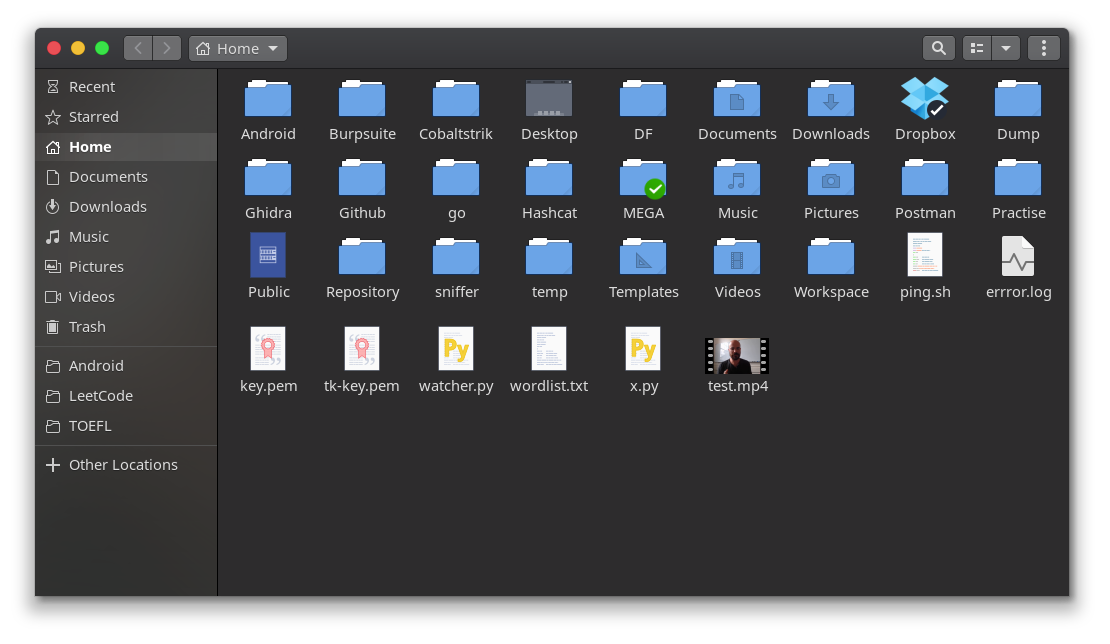 Home
Recent
Starred
Home
Documents
Downloads
Music
Pictures
Videos
Trash
Android
LeetCode
TOEFL
Other Locations
Android Burpsuite Cobaltstrik Desktop DF Documents Downloads Dropbox Dump
Ghidra Github go Hashcat MEGA Music Pictures Postman Practise
Public Repository sniffer temp Templates Videos Workspace ping.sh errror.log
Py Py
key.pem tk-key.pem watcher.py wordlist.txt x.py test.mp4